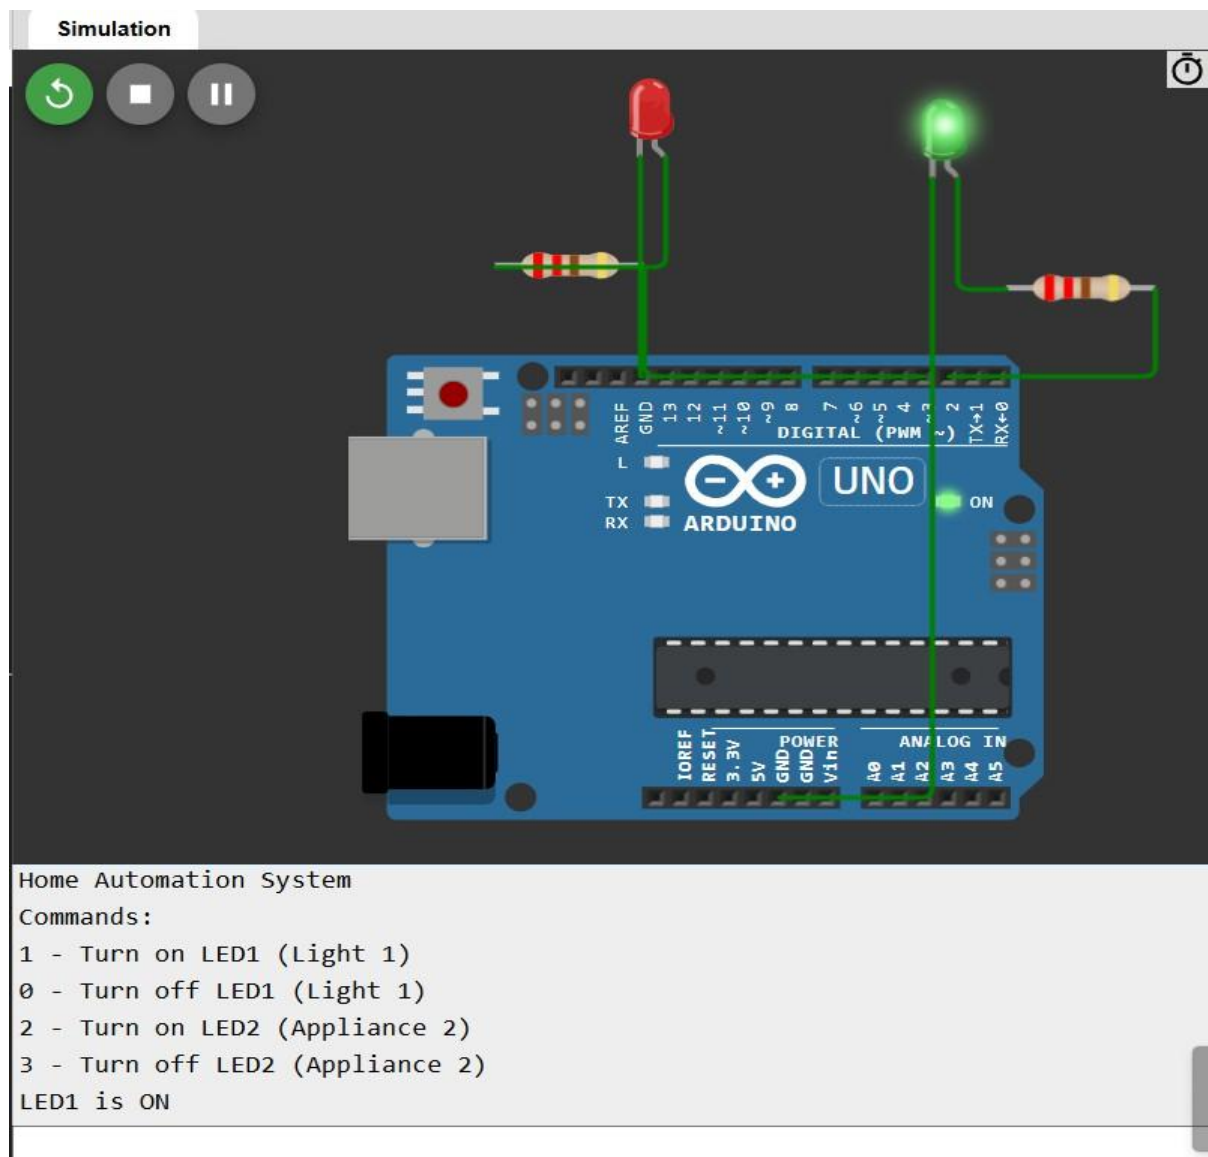 Simulation
AREF
GND
13
12
~11
~10
~9
8
7
~6
~5
4
~3
2
TX→1
RX←0
DIGITAL (PWM ~)
L
TX
RX
ARDUINO
UNO
ON
POWER
ANALOG IN
IOREF
RESET
3.3V
5V
GND
GND
Vin
A0
A1
A2
A3
A4
A5
Home Automation System
Commands:
1 - Turn on LED1 (Light 1)
0 - Turn off LED1 (Light 1)
2 - Turn on LED2 (Appliance 2)
3 - Turn off LED2 (Appliance 2)
LED1 is ON